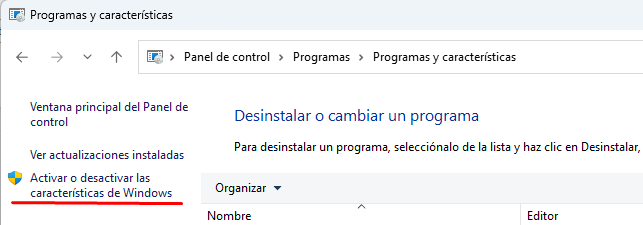 Programas y características
Panel de control > Programas > Programas y características
Ventana principal del Panel de
control
Ver actualizaciones instaladas
Activar o desactivar las
características de Windows
Desinstalar o cambiar un programa
Para desinstalar un programa, selecciónalo de la lista y haz clic en Desinstalar,
Organizar
Nombre
Editor